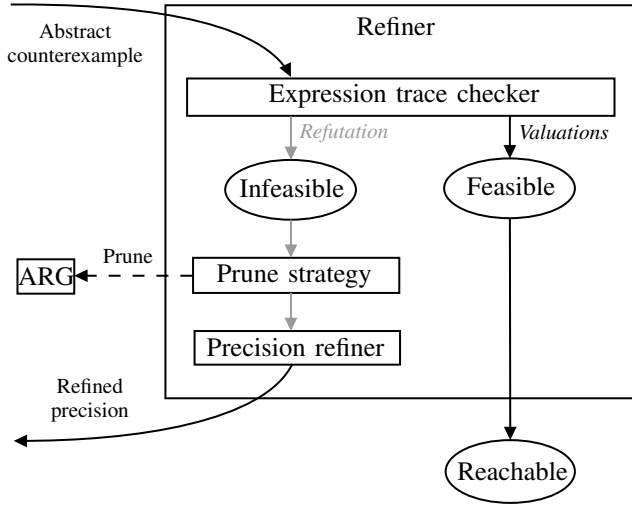 Abstract
counterexample
Refiner
Expression trace checker
Refutation
Valuations
Infeasible
Feasible
Prune
ARG
Prune strategy
Precision refiner
Refined
precision
Reachable